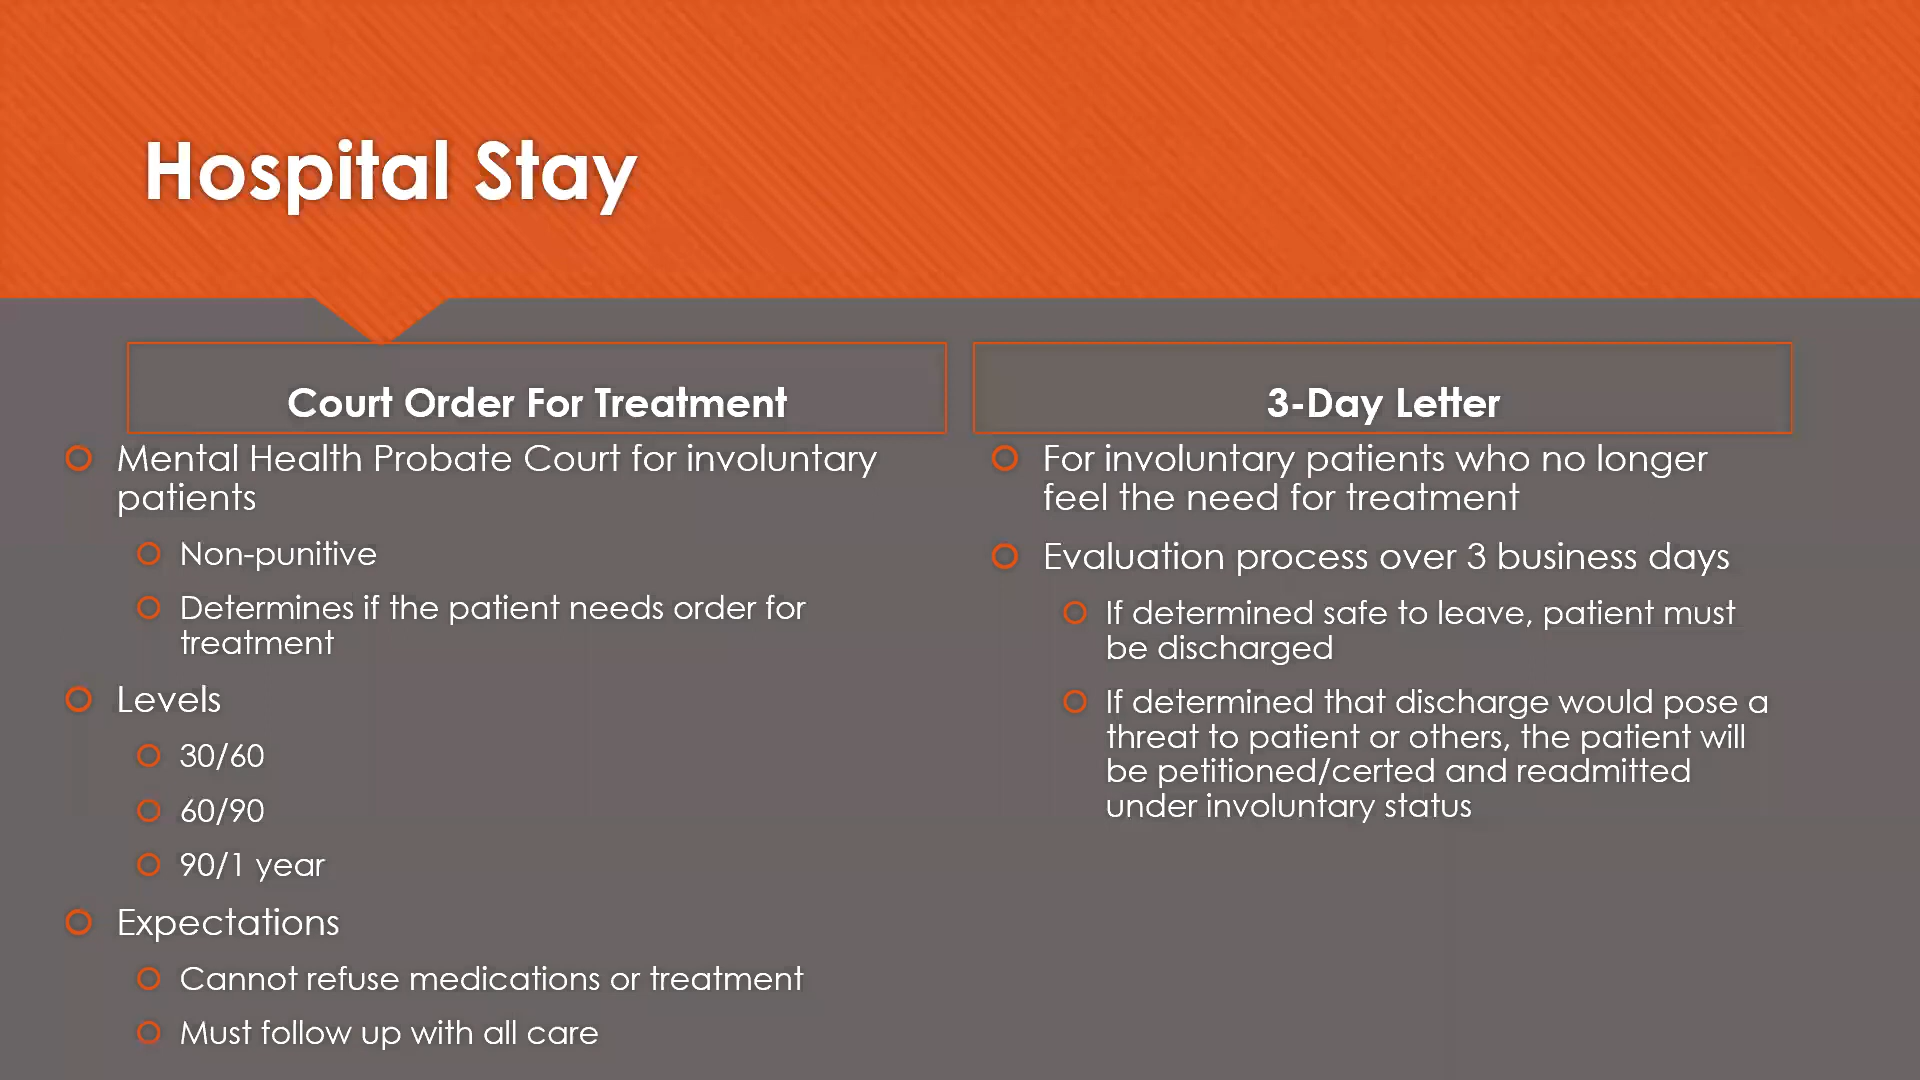 Hospital Stay
Court Order For Treatment
Mental Health Probate Court for involuntary
patients
Non-punitive
Determines if the patient needs order for
treatment
Levels
30/60
60/90
90/1 year
Expectations
Cannot refuse medications or treatment
Must follow up with all care
3-Day Letter
For involuntary patients who no longer
feel the need for treatment
Evaluation process over 3 business days
If determined safe to leave, patient must
be discharged
If determined that discharge would pose a
threat to patient or others, the patient will
be petitioned/certed and readmitted
under involuntary status